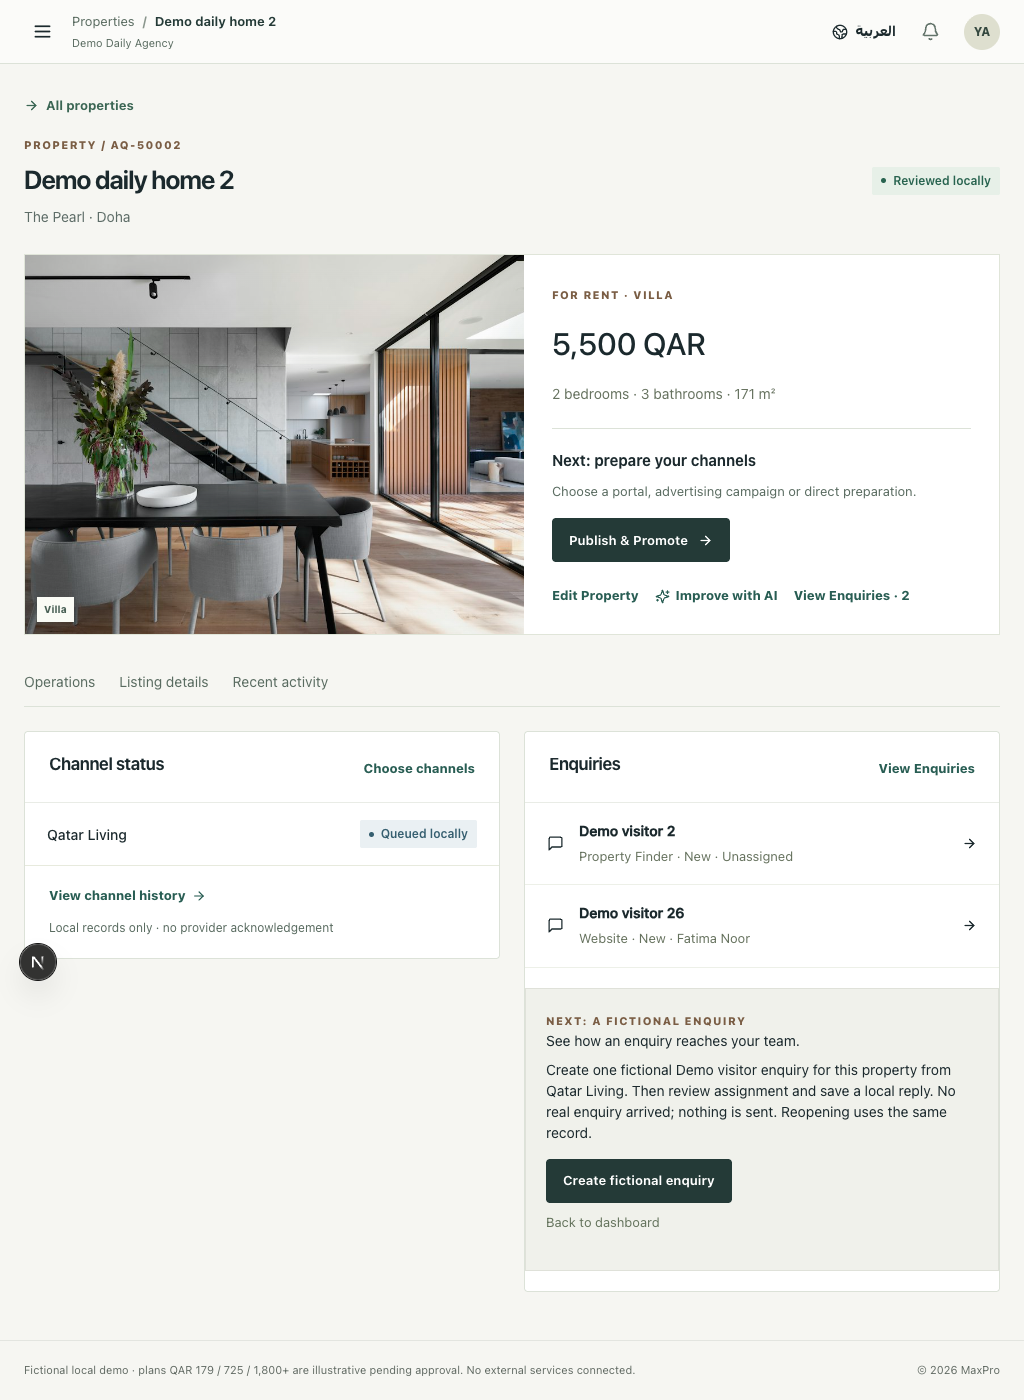 Properties / Demo daily home 2
Demo Daily Agency
العربية
YA
All properties
PROPERTY / AQ-50002
Demo daily home 2
Reviewed locally
The Pearl · Doha
Villa
FOR RENT · VILLA
5,500 QAR
2 bedrooms · 3 bathrooms · 171 m²
Next: prepare your channels
Choose a portal, advertising campaign or direct preparation.
Publish & Promote
Edit Property
Improve with AI
View Enquiries · 2
Operations
Listing details
Recent activity
Channel status
Choose channels
Qatar Living
Queued locally
View channel history
Local records only · no provider acknowledgement
N
Enquiries
View Enquiries
Demo visitor 2
Property Finder · New · Unassigned
Demo visitor 26
Website · New · Fatima Noor
NEXT: A FICTIONAL ENQUIRY
See how an enquiry reaches your team.
Create one fictional Demo visitor enquiry for this property from
Qatar Living. Then review assignment and save a local reply. No
real enquiry arrived; nothing is sent. Reopening uses the same
record.
Create fictional enquiry
Back to dashboard
Fictional local demo · plans QAR 179 / 725 / 1,800+ are illustrative pending approval. No external services connected.
© 2026 MaxPro